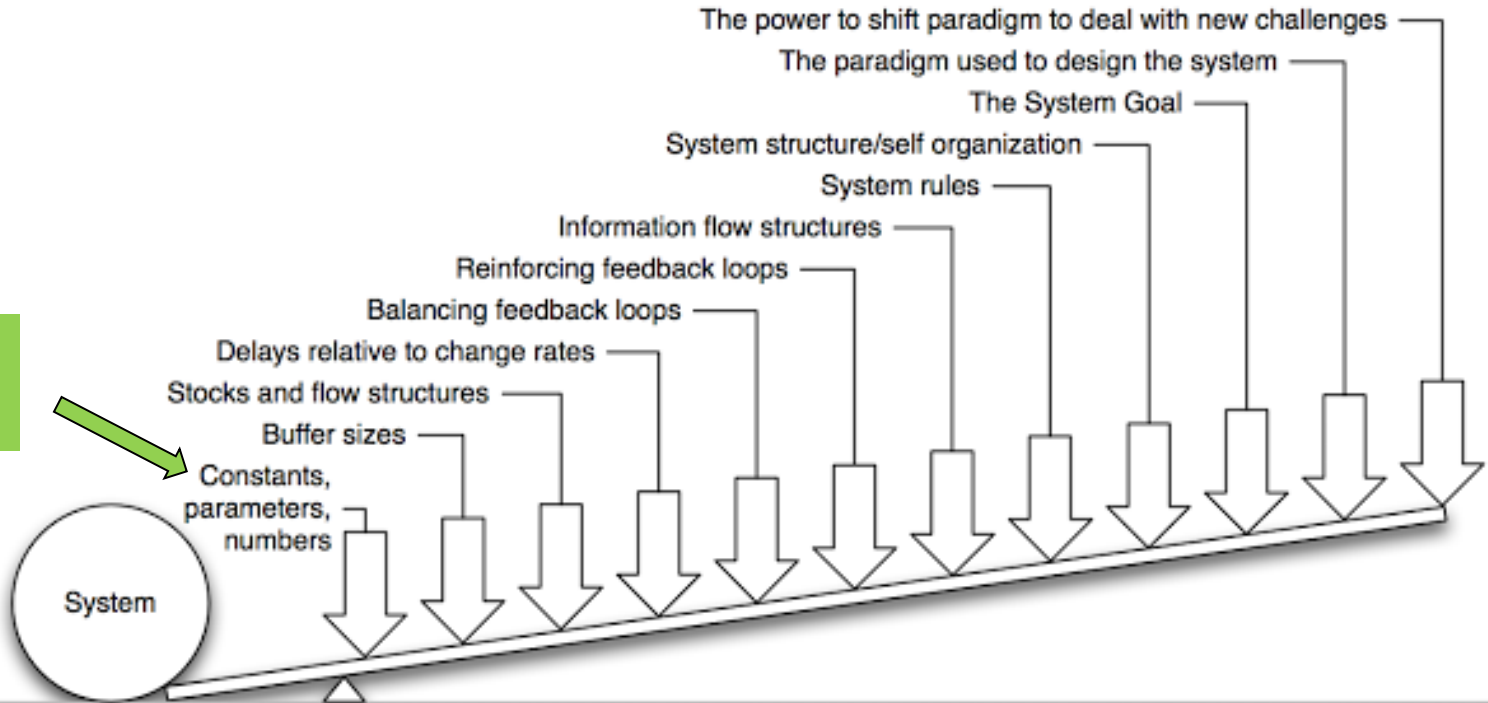 The power to shift paradigm to deal with new challenges
The paradigm used to design the system
The System Goal
System structure/self organization
System rules
Information flow structures
Reinforcing feedback loops
Balancing feedback loops
Delays relative to change rates
Stocks and flow structures
Buffer sizes
Constants,
parameters,
numbers
System